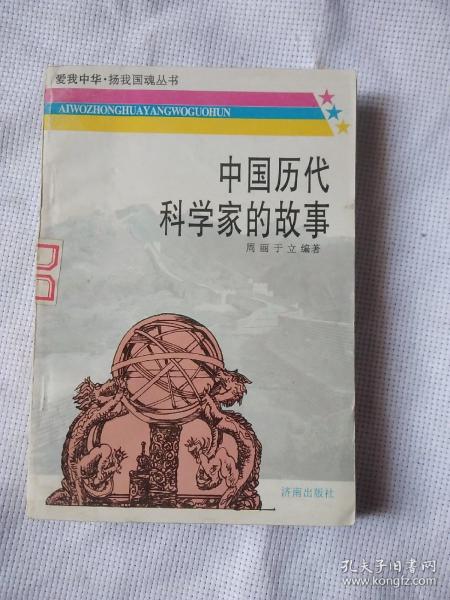 爱我中华·扬我国魂丛书
AIWOZHONGHUAYANGWOGUOHUN
中国历代
科学家的故事
周丽于立编著
济南出版社
孔夫子旧书网
www.kongfz.com